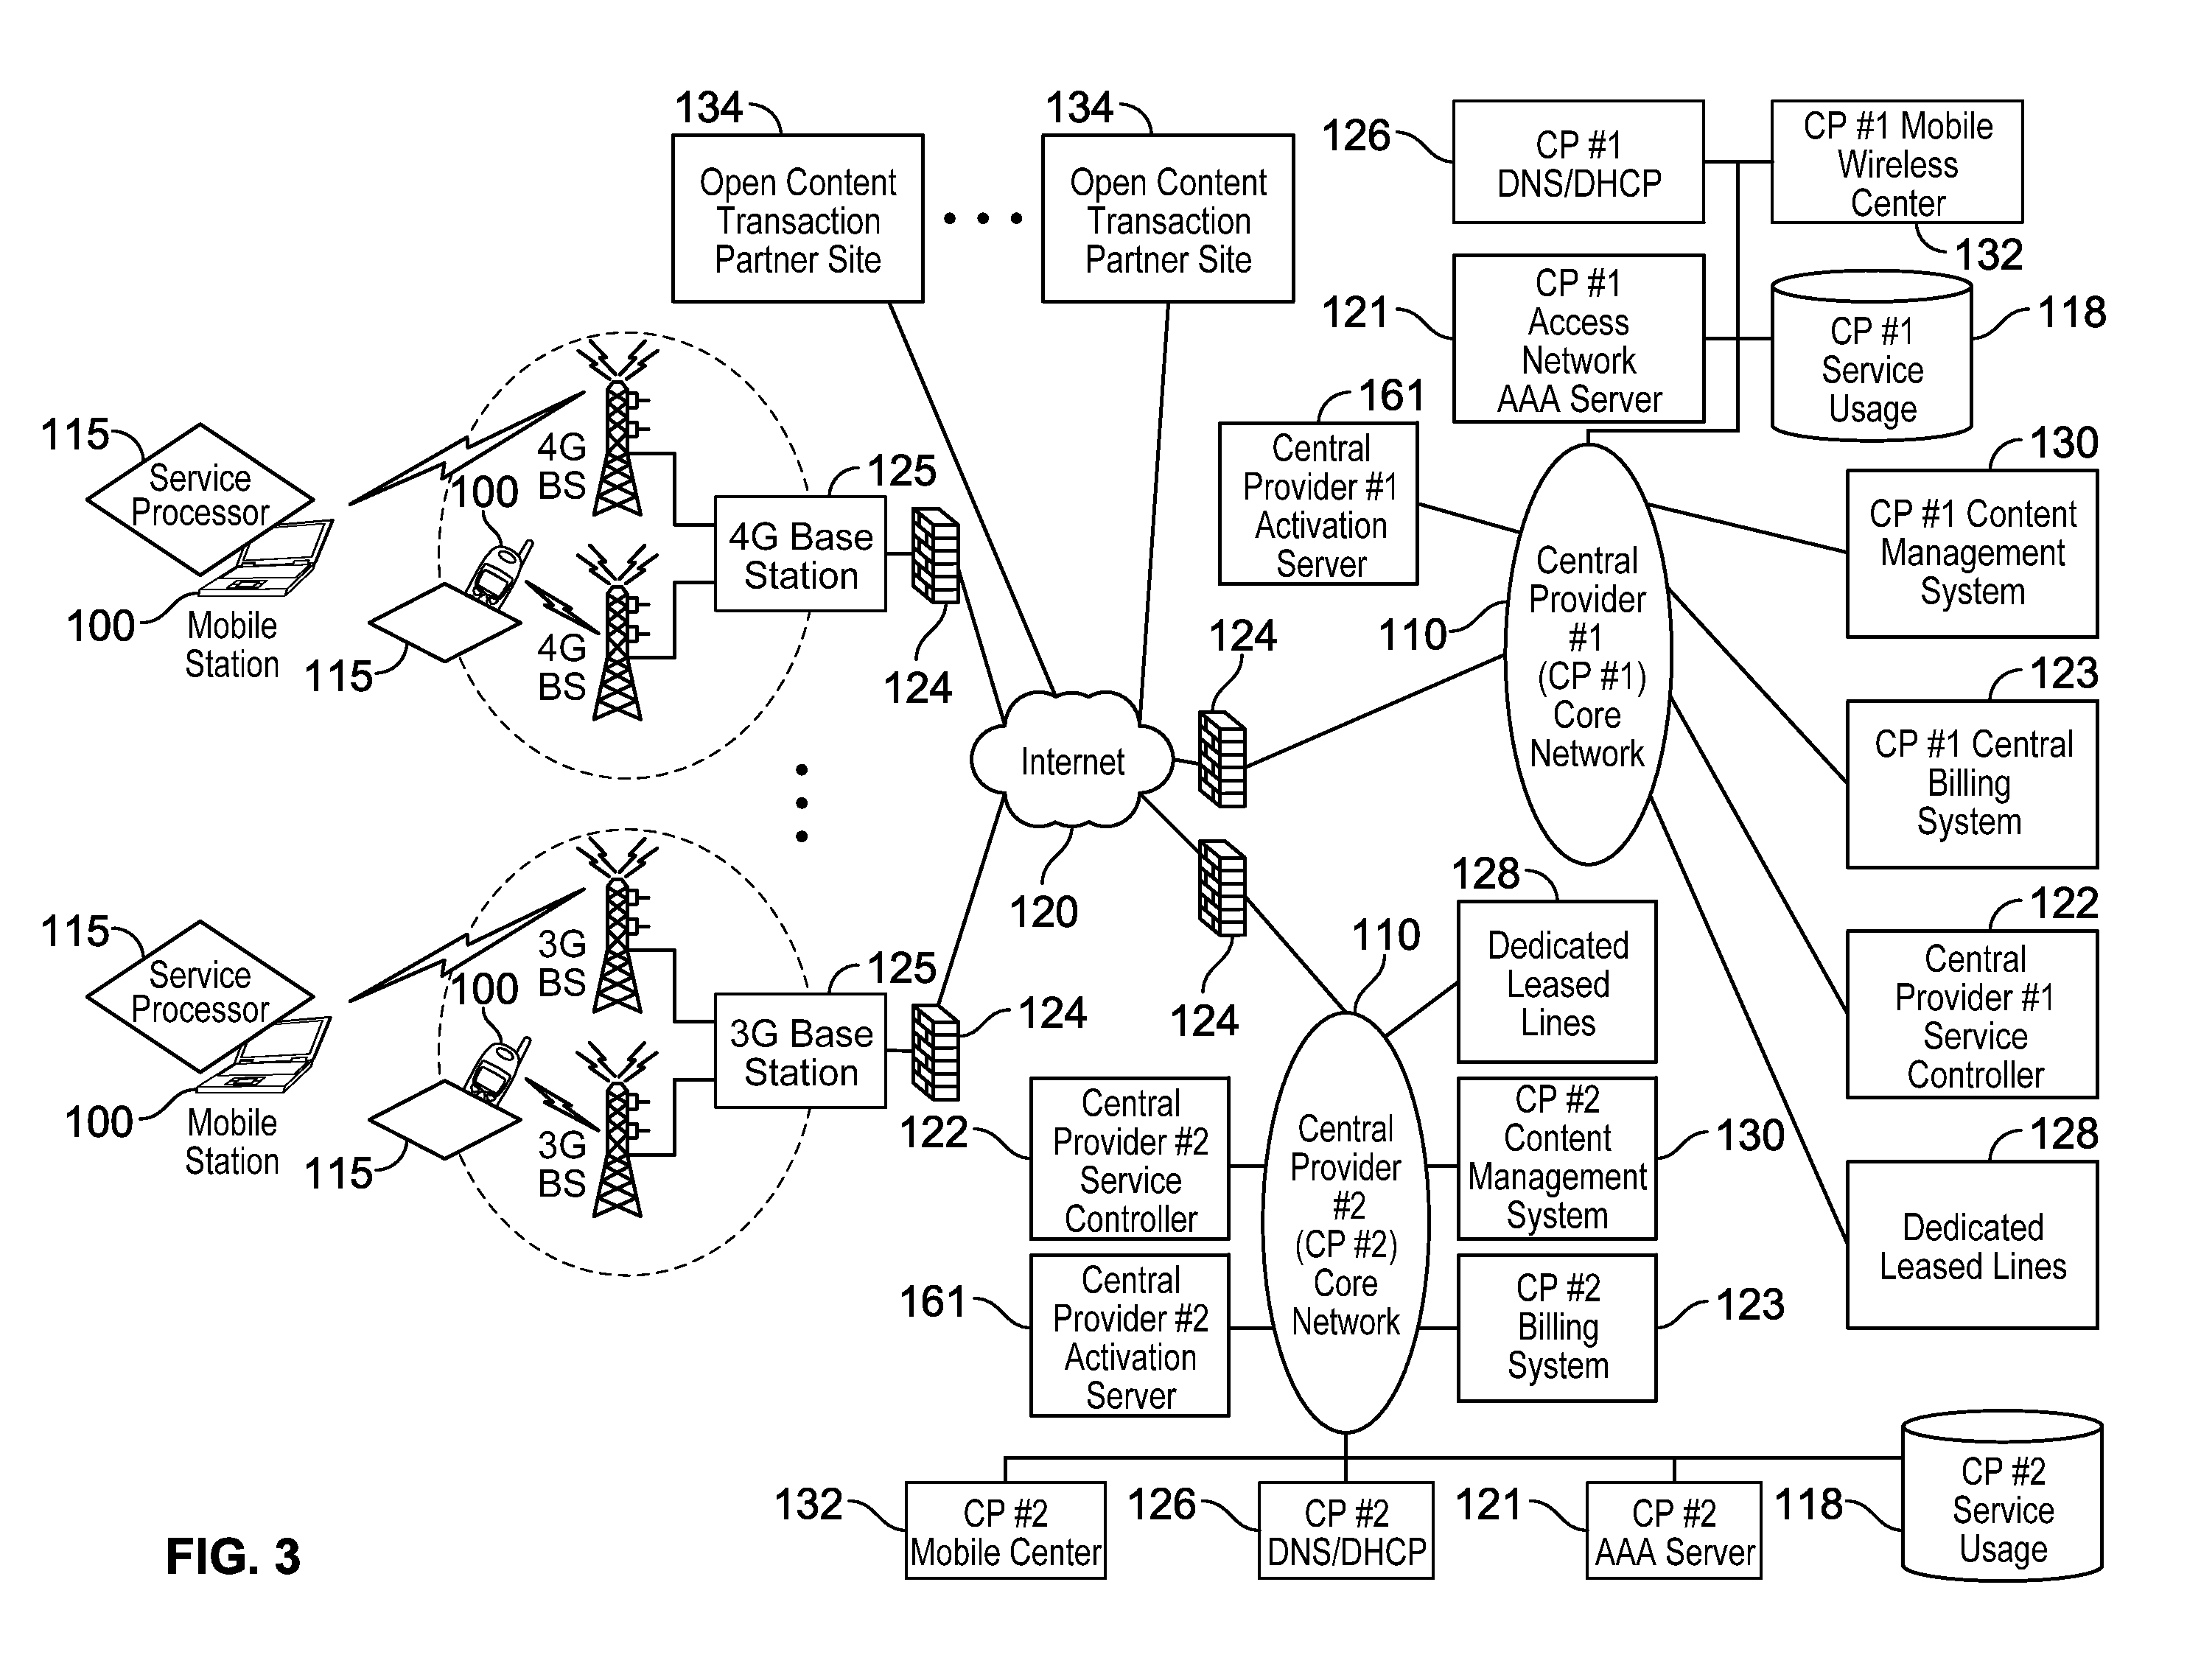 134
Open Content
Transaction
Partner Site
134
Open Content
Transaction
Partner Site
126
CP #1
DNS/DHCP
CP #1 Mobile
Wireless
Center
132
121
CP #1
Access
Network
AAA Server
CP #1
Service
Usage
118
161
Central
Provider #1
Activation
Server
115
Service
Processor
100
Mobile
Station
4G
BS
100
115
4G
BS
125
4G Base
Station
124
124
110
Central
Provider
#1
(CP #1)
Core
Network
130
CP #1 Content
Management
System
123
CP #1 Central
Billing
System
122
Central
Provider #1
Service
Controller
128
Dedicated
Leased Lines
Internet
120
124
115
Service
Processor
100
Mobile
Station
3G
BS
100
115
3G
BS
125
3G Base
Station
124
110
128
Dedicated
Leased
Lines
122
Central
Provider #2
Service
Controller
Central
Provider
#2
(CP #2)
Core
Network
CP #2
Content
Management
System
130
161
Central
Provider #2
Activation
Server
CP #2
Billing
System
123
132
CP #2
Mobile Center
126
CP #2
DNS/DHCP
121
CP #2
AAA Server
118
CP #2
Service
Usage
FIG. 3